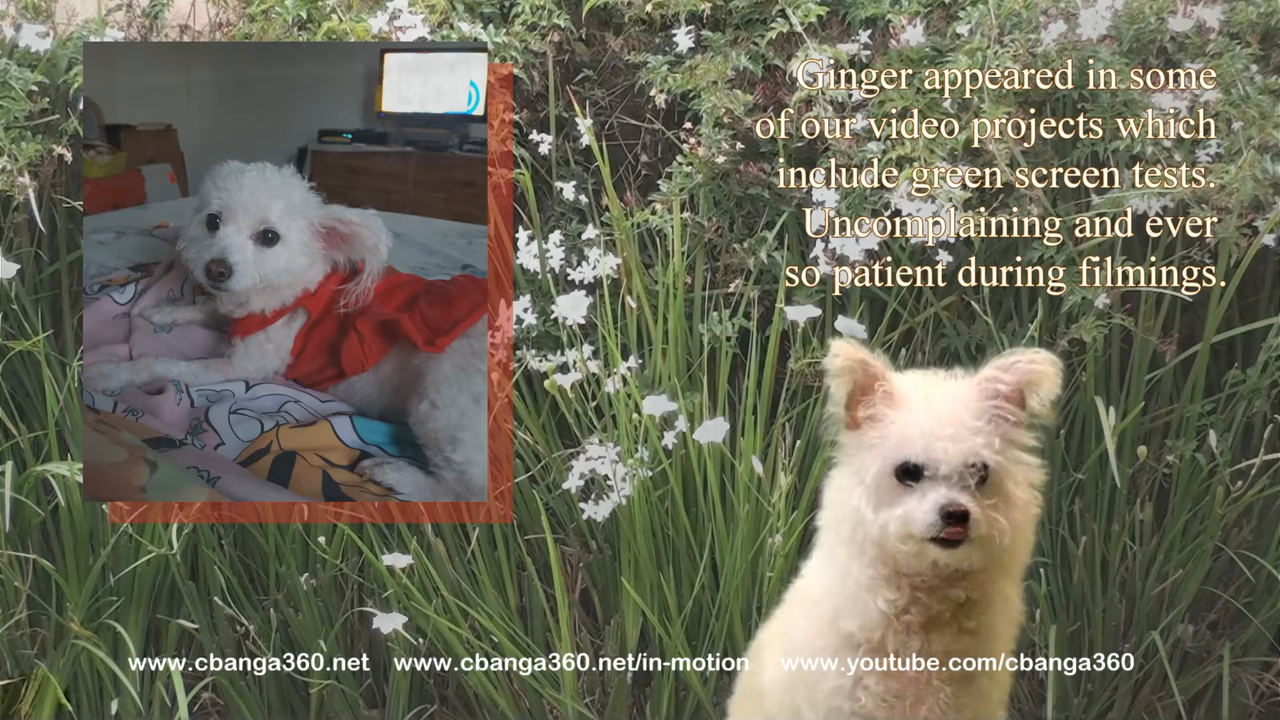 Ginger appeared in some
of our video projects which
include green screen tests.
Uncomplaining and ever
so patient during filmings.
www.cbanga360.net www.cbanga360.net/in-motion www.youtube.com/cbanga360